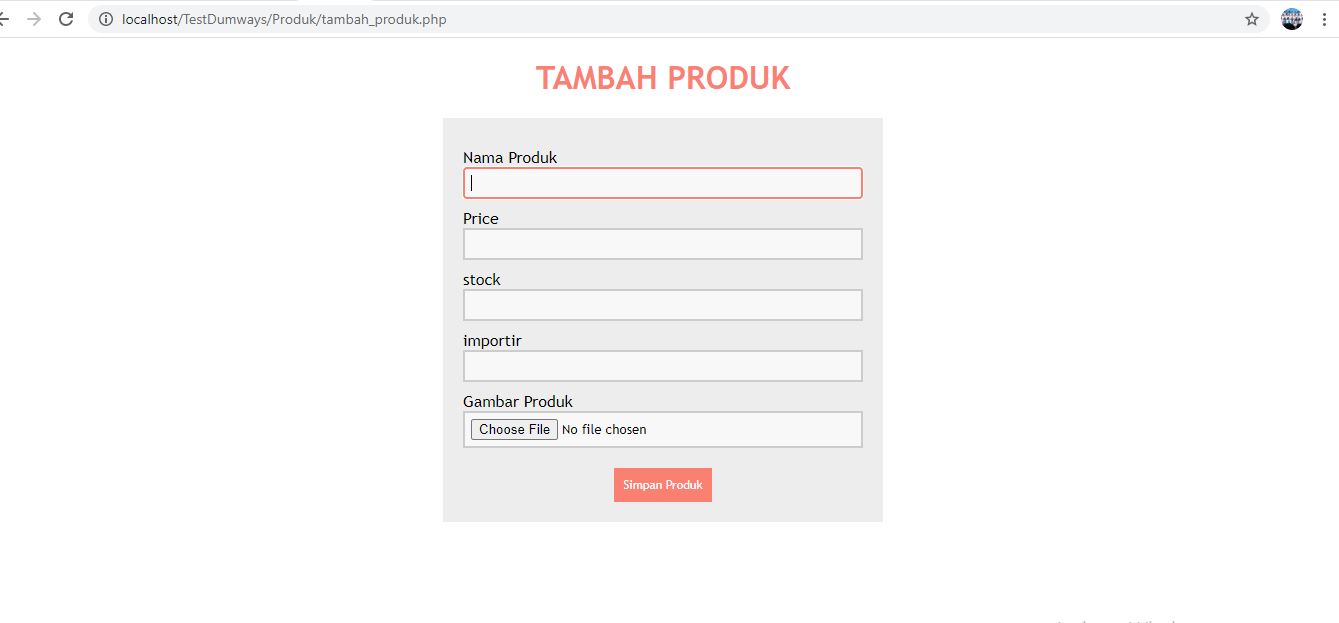 localhost/TestDumways/Produk/tambah_produk.php
TAMBAH PRODUK
Nama Produk
Price
stock
importir
Gambar Produk
Choose File No file chosen
Simpan Produk